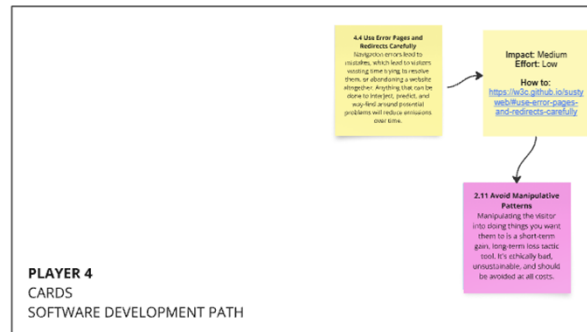 4.4 Use Error Pages and
Redirects Carefully
Navigation errors lead to
mistakes, which lead to visitors
wasting time trying to resolve
them, or abandoning a website
altogether. Anything that can be
done to interject, predict, and
way-find around potential
problems will reduce emissions
over time.
Impact: Medium
Effort: Low
How to:
https://w3c.github.io/susty
web/#use-error-pages-
and-redirects-carefully
2.11 Avoid Manipulative
Patterns
Manipulating the visitor
into doing things you want
them to is a short-term
gain, long-term loss tactic
tool. It's ethically bad,
unsustainable, and should
be avoided at all costs.
PLAYER 4
CARDS
SOFTWARE DEVELOPMENT PATH